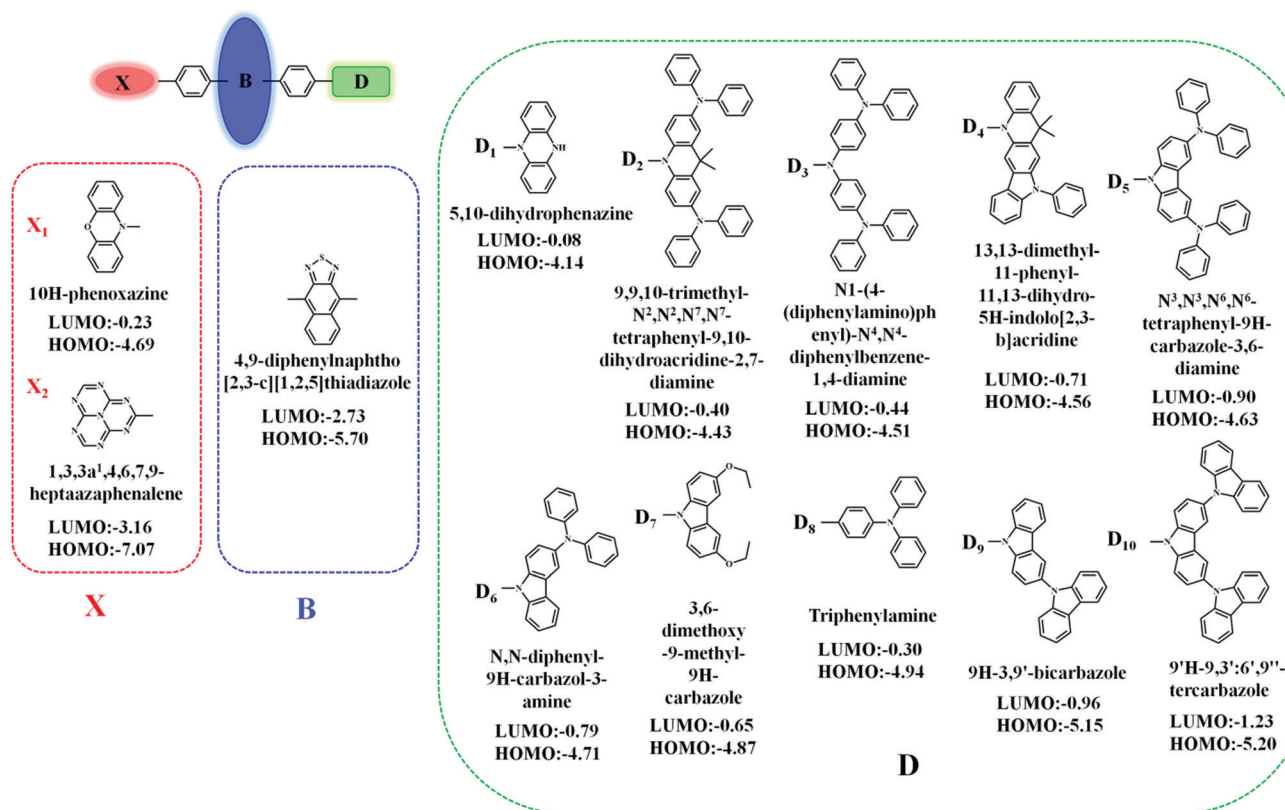 X
B
D
X1
O
N
10H-phenoxazine
LUMO:-0.23
HOMO:-4.69
X2
N
N
N
N
N
N
N
1,3,3a¹,4,6,7,9-
heptaazaphenalene
LUMO:-3.16
HOMO:-7.07
X
S
N
N
4,9-diphenylnaphtho
[2,3-c][1,2,5]thiadiazole
LUMO:-2.73
HOMO:-5.70
B
D1
N
NH
5,10-dihydrophenazine
LUMO:-0.08
HOMO:-4.14
D2
N
N
N
9,9,10-trimethyl-
N²,N²,N⁷,N⁷-
tetraphenyl-9,10-
dihydroacridine-2,7-
diamine
LUMO:-0.40
HOMO:-4.43
D3
N
N
N
N1-(4-
(diphenylamino)ph
enyl)-N⁴,N⁴-
diphenylbenzene-
1,4-diamine
LUMO:-0.44
HOMO:-4.51
D4
N
N
13,13-dimethyl-
11-phenyl-
11,13-dihydro-
5H-indolo[2,3-
b]acridine
LUMO:-0.71
HOMO:-4.56
D5
N
N
N
N³,N³,N⁶,N⁶-
tetraphenyl-9H-
carbazole-3,6-
diamine
LUMO:-0.90
HOMO:-4.63
D6
N
N
N,N-diphenyl-
9H-carbazol-3-
amine
LUMO:-0.79
HOMO:-4.71
D7
O
N
O
3,6-
dimethoxy
-9-methyl-
9H-
carbazole
LUMO:-0.65
HOMO:-4.87
D8
N
Triphenylamine
LUMO:-0.30
HOMO:-4.94
D9
N
N
9H-3,9'-bicarbazole
LUMO:-0.96
HOMO:-5.15
D10
N
N
N
9'H-9,3':6',9''-
tercarbazole
LUMO:-1.23
HOMO:-5.20
D